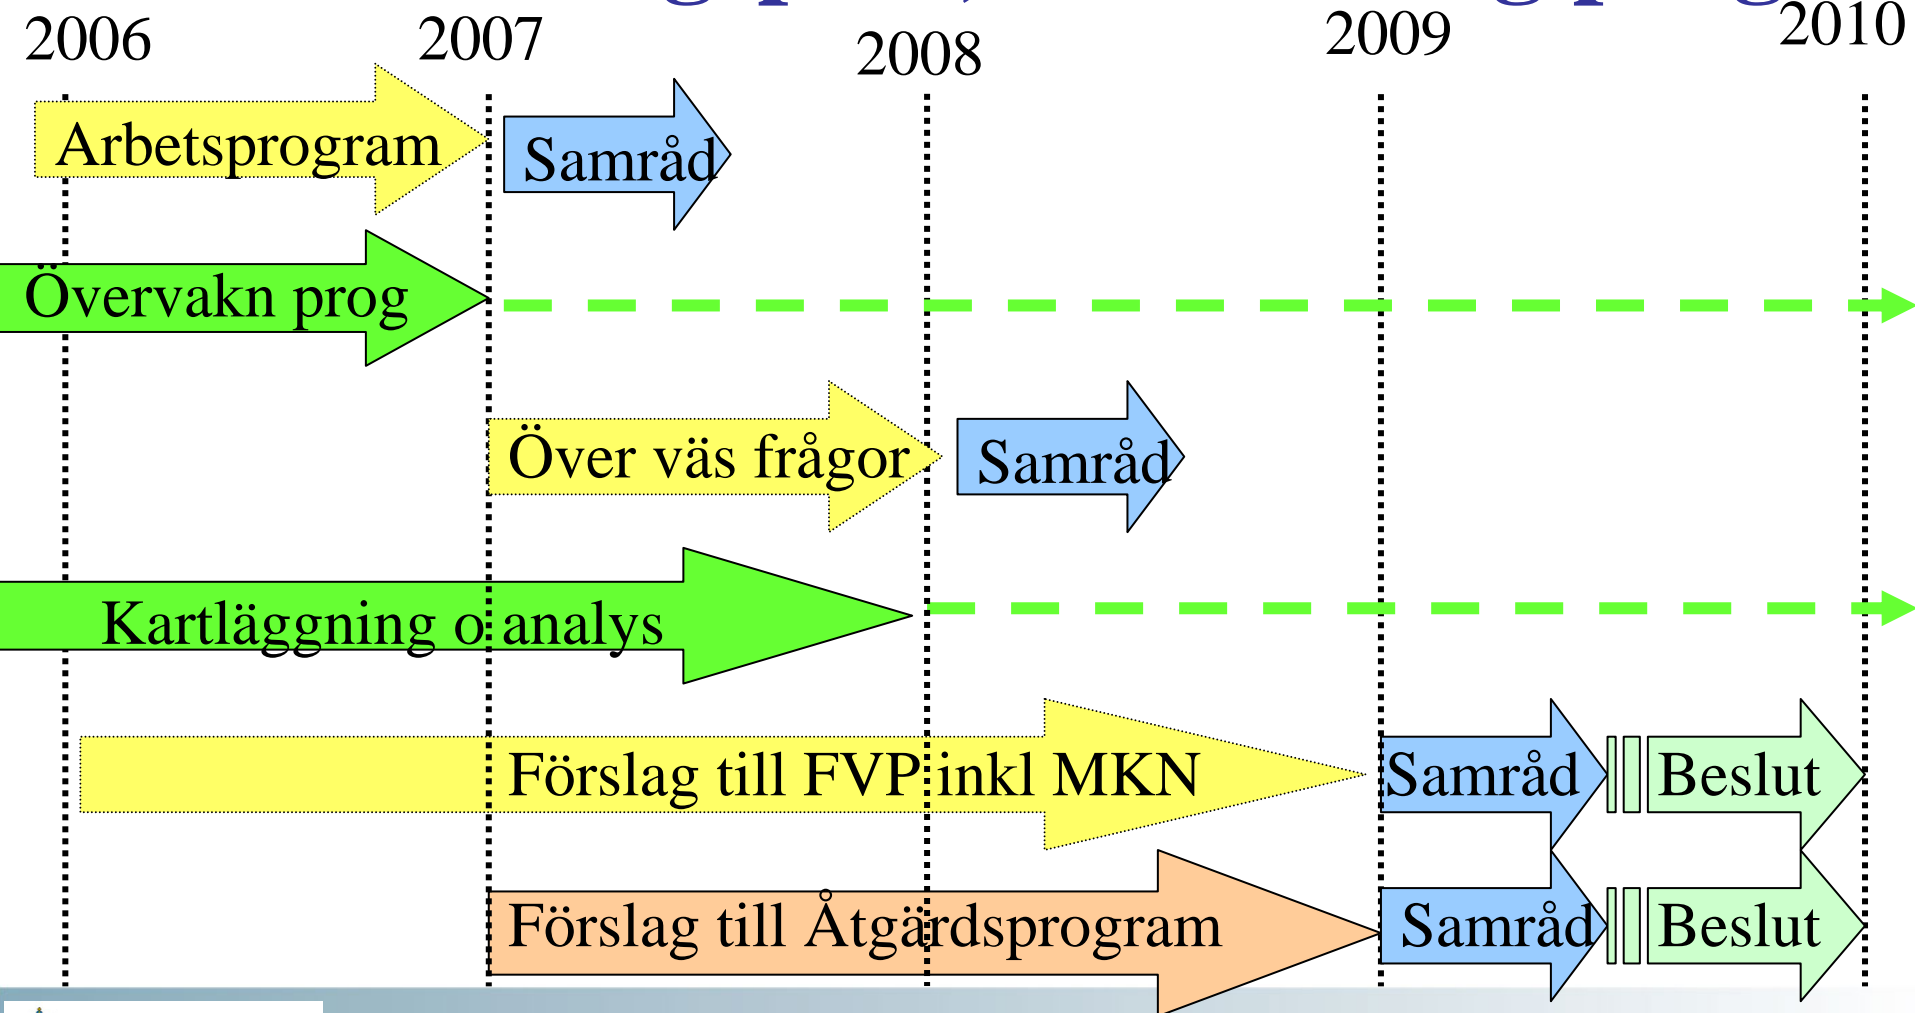 2006 2007 2008 2009 2010
Arbetsprogram Samråd
Övervakn prog
Över väs frågor Samråd
Kartläggning o analys
Förslag till FVP inkl MKN Samråd Beslut
Förslag till Åtgärdsprogram Samråd Beslut